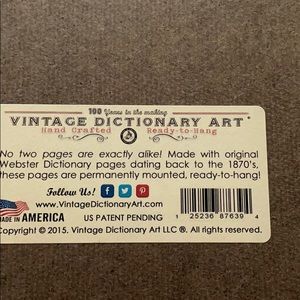 100 Years in the making
VINTAGE DICTIONARY ART
Hand Crafted Ready-to-Hang
No two pages are exactly alike! Made with original
Webster Dictionary pages dating back to the 1870's,
these pages are permanently mounted, ready-to-hang!
Follow Us!
www.VintageDictionaryArt.com
MADE IN AMERICA US PATENT PENDING
1 25236 87639 4
Copyright © 2015. Vintage Dictionary Art LLC ®. All rights reserved.